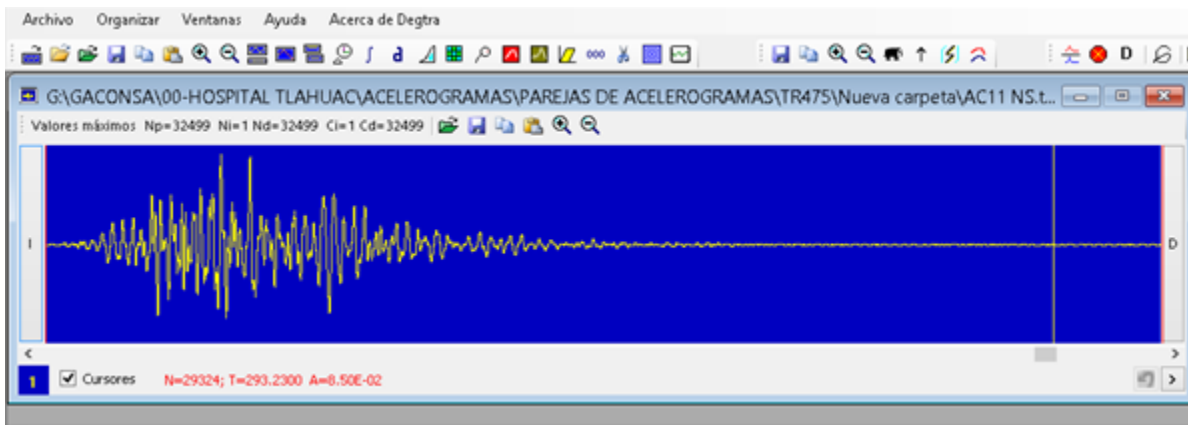 Archivo Organizar Ventanas Ayuda Acerca de Degtra
G:\GACONSA\00-HOSPITAL TLAHUAC\ACELEROGRAMAS\PAREJAS DE ACELEROGRAMAS\TR475\Nueva carpeta\AC11 NS.t...
Valores máximos Np=32499 Ni=1 Nd=32499 Ci=1 Cd=32499
I
D
1 Cursores N=29324; T=293.2300 A=8.50E-02